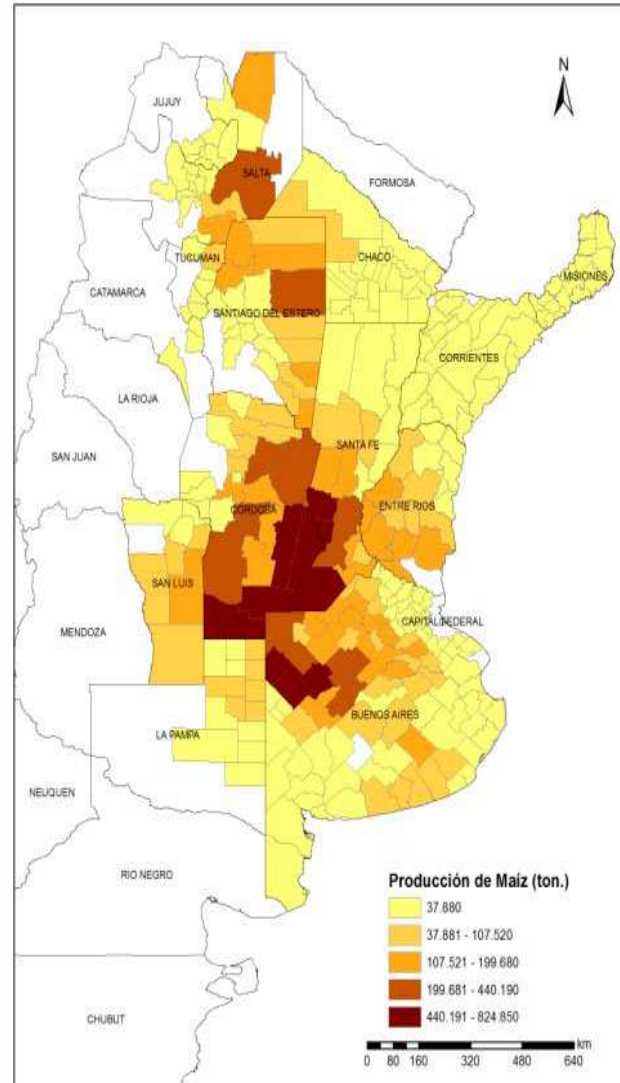 N
JUJUY
SALTA
FORMOSA
TUCUMAN
CHACO
MISIONES
CATAMARCA
SANTIAGO DEL ESTERO
CORRIENTES
LA RIOJA
SANTA FE
SAN JUAN
CORDOBA
ENTRE RIOS
SAN LUIS
CAPITAL FEDERAL
MENDOZA
BUENOS AIRES
LA PAMPA
NEUQUEN
RIO NEGRO
CHUBUT
Producción de Maíz (ton.)
37.880
37.881 - 107.520
107.521 - 199.680
199.681 - 440.190
440.191 - 824.850
km
0 80 160 320 480 640